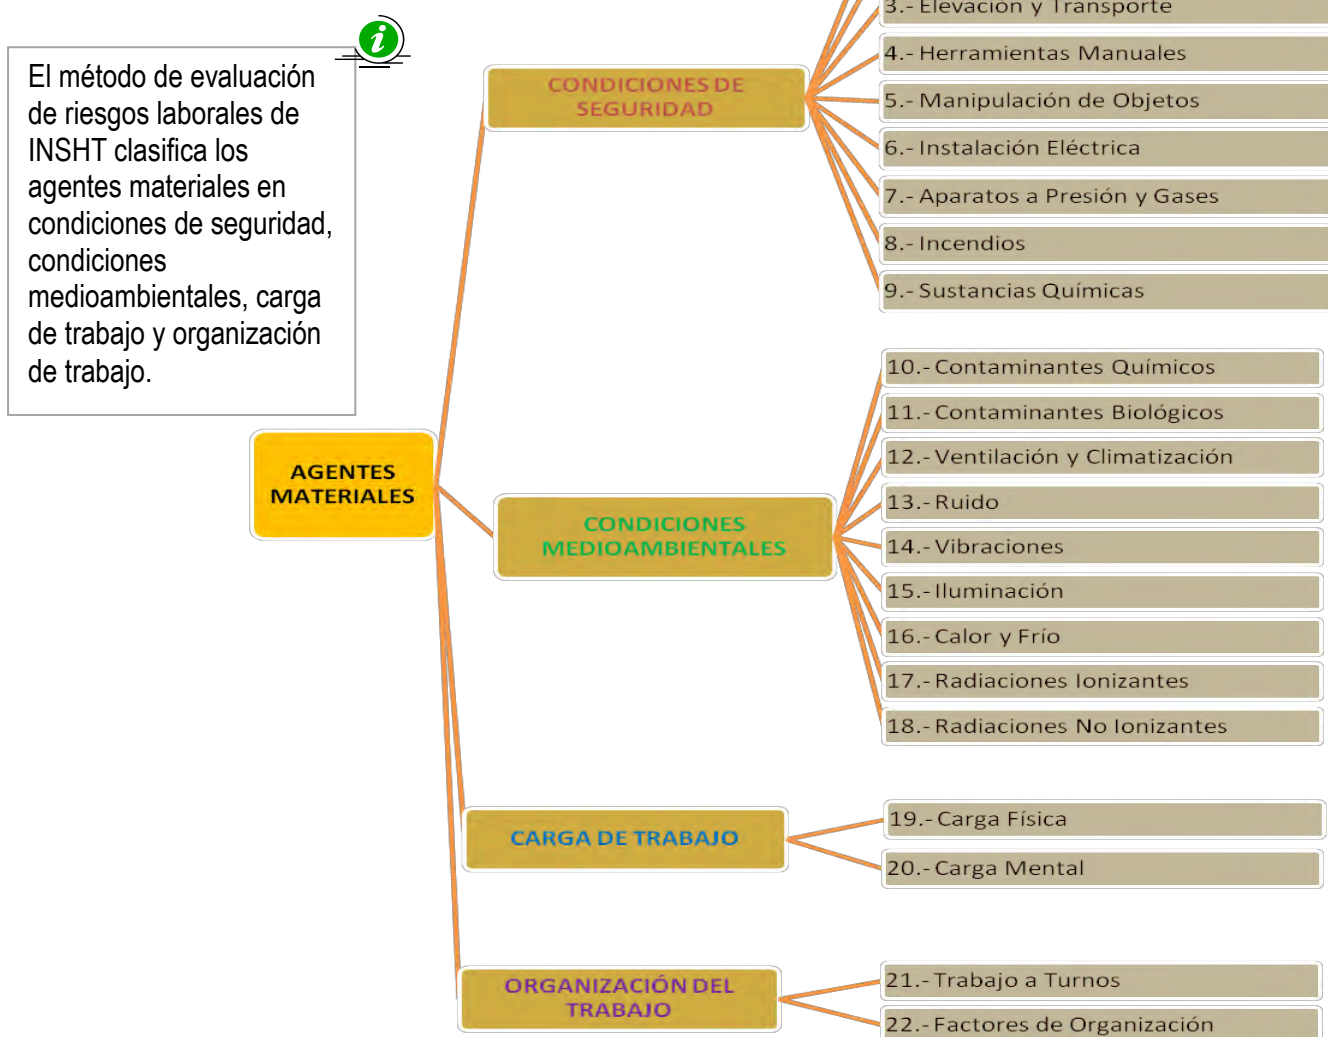 El método de evaluación
de riesgos laborales de
INSHT clasifica los
agentes materiales en
condiciones de seguridad,
condiciones
medioambientales, carga
de trabajo y organización
de trabajo.
AGENTES
MATERIALES
CONDICIONES DE
SEGURIDAD
3.- Elevación y Transporte
4.- Herramientas Manuales
5.- Manipulación de Objetos
6.- Instalación Eléctrica
7.- Aparatos a Presión y Gases
8.- Incendios
9.- Sustancias Químicas
CONDICIONES
MEDIOAMBIENTALES
10.- Contaminantes Químicos
11.- Contaminantes Biológicos
12.- Ventilación y Climatización
13.- Ruido
14.- Vibraciones
15.- Iluminación
16.- Calor y Frío
17.- Radiaciones Ionizantes
18.- Radiaciones No Ionizantes
CARGA DE TRABAJO
19.- Carga Física
20.- Carga Mental
ORGANIZACIÓN DEL
TRABAJO
21.- Trabajo a Turnos
22.- Factores de Organización